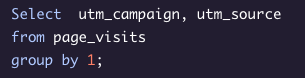 Select  utm_campaign, utm_source
from page_visits
group by 1;